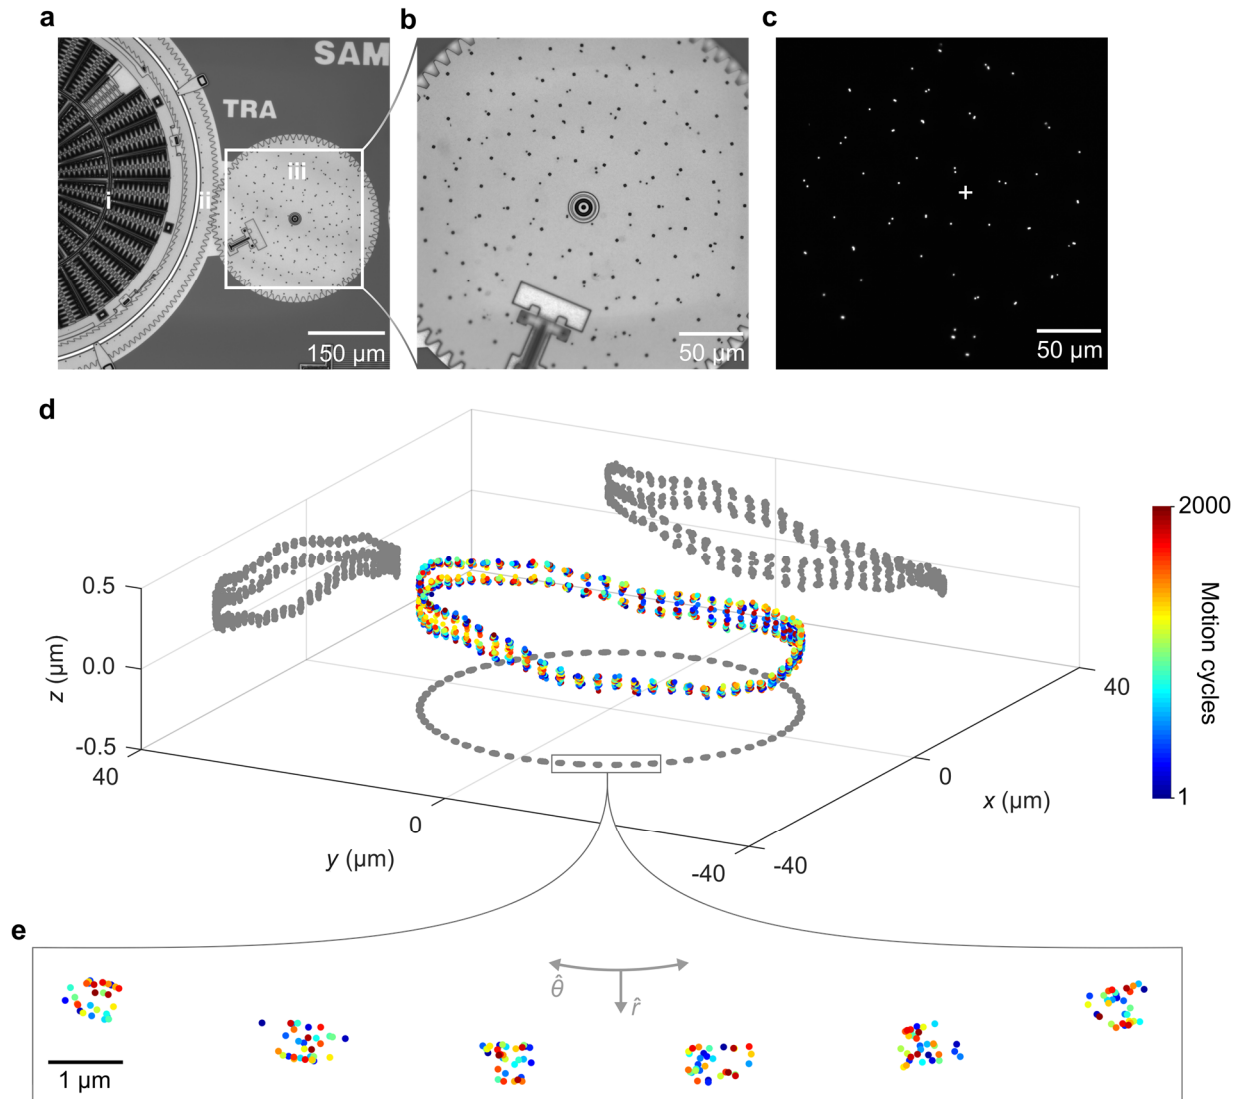 a
b
c
SAM
TRA
i
ii
iii
150 µm
50 µm
50 µm
d
0.5
0.0
-0.5
z (µm)
40
0
-40
y (µm)
-40
0
40
x (µm)
2000
1
Motion cycles
e
θ̂
r̂
1 µm